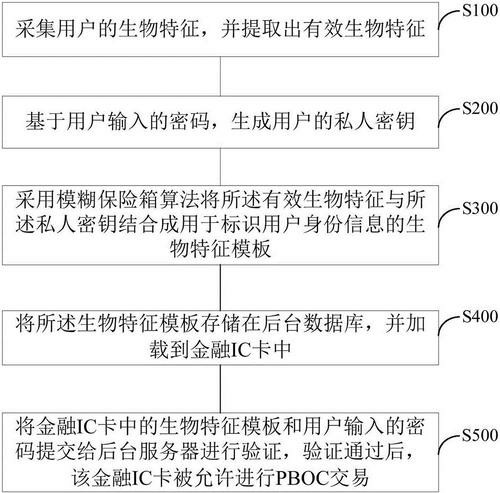 采集用户的生物特征，并提取出有效生物特征
S100
基于用户输入的密码，生成用户的私人密钥
S200
采用模糊保险箱算法将所述有效生物特征与所
述私人密钥结合成用于标识用户身份信息的生
物特征模板
S300
将所述生物特征模板存储在后台数据库，并加
载到金融IC卡中
S400
将金融IC卡中的生物特征模板和用户输入的密
码提交给后台服务器进行验证，验证通过后，
该金融IC卡被允许进行PBOC交易
S500